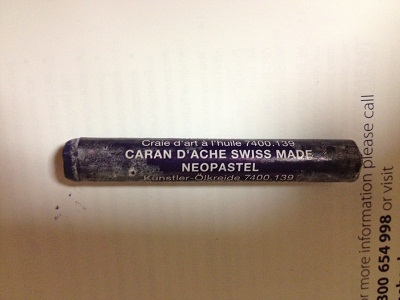 Craie d'art à l'huile 7400.139
CARAN D'ACHE SWISS MADE
NEOPASTEL
Künstler-Ölkreide 7400.139
more information please call
800 654 998 or visit